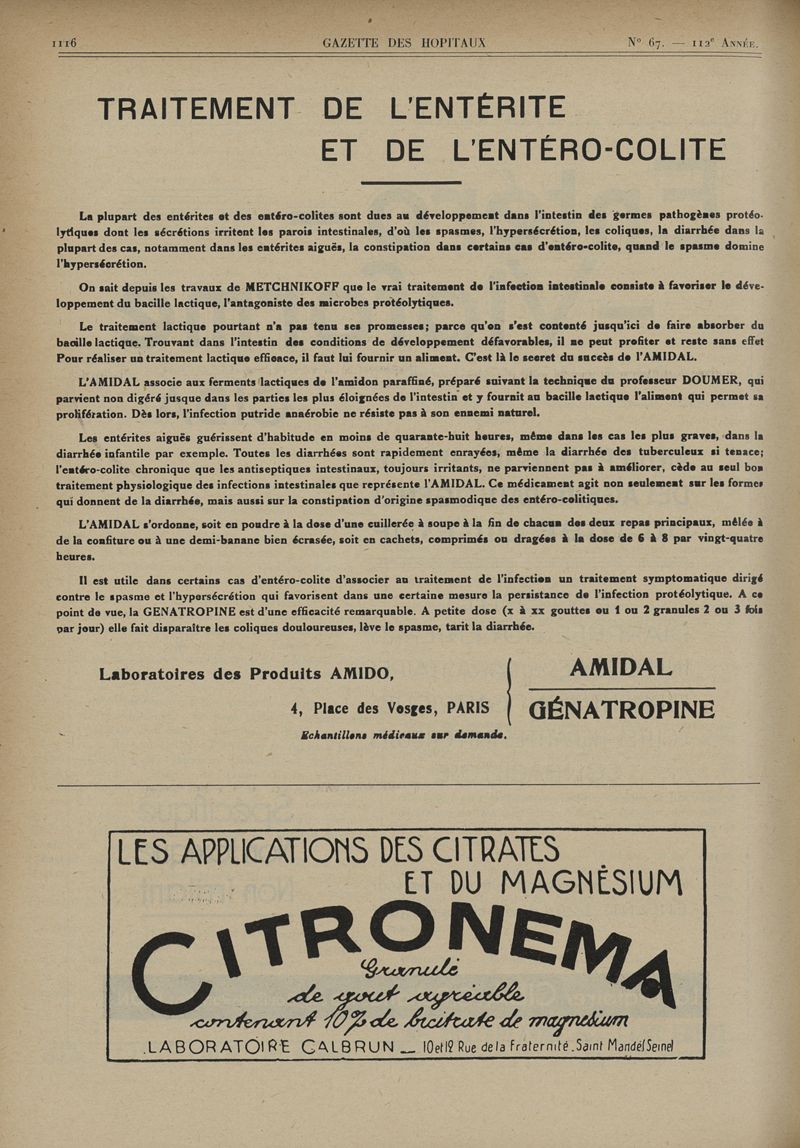 1116
GAZETTE DES HOPITAUX
N° 67. — 112e ANNÉE.
TRAITEMENT DE L'ENTÉRITE
ET DE L'ENTÉRO-COLITE
La plupart des entérites et des entéro-colites sont dues au développement dans l'intestin des germes pathogènes protéo-
lytiques dont les sécrétions irritent les parois intestinales, d'où les spasmes, l'hypersécrétion, les coliques, la diarrhée dans la
plupart des cas, notamment dans les entérites aiguës, la constipation dans certains cas d'entéro-colite, quand le spasme domine
l'hypersécrétion.
On sait depuis les travaux de METCHNIKOFF que le vrai traitement de l'infection intestinale consiste à favoriser le déve-
loppement du bacille lactique, l'antagoniste des microbes protéolytiques.
Le traitement lactique pourtant n'a pas tenu ses promesses; parce qu'on s'est contenté jusqu'ici de faire absorber du
bacille lactique. Trouvant dans l'intestin des conditions de développement défavorables, il ne peut profiter et reste sans effet
Pour réaliser un traitement lactique efficace, il faut lui fournir un aliment. C'est là le secret du succès de l'AMIDAL.
L'AMIDAL associe aux ferments lactiques de l'amidon paraffiné, préparé suivant la technique du professeur DOUMER, qui
parvient non digéré jusque dans les parties les plus éloignées de l'intestin et y fournit au bacille lactique l'aliment qui permet sa
prolifération. Dès lors, l'infection putride anaérobie ne résiste pas à son ennemi naturel.
Les entérites aiguës guérissent d'habitude en moins de quarante-huit heures, même dans les cas les plus graves, dans la
diarrhée infantile par exemple. Toutes les diarrhées sont rapidement enrayées, même la diarrhée des tuberculeux si tenace;
l'entéro-colite chronique que les antiseptiques intestinaux, toujours irritants, ne parviennent pas à améliorer, cède au seul bon
traitement physiologique des infections intestinales que représente l'AMIDAL. Ce médicament agit non seulement sur les formes
qui donnent de la diarrhée, mais aussi sur la constipation d'origine spasmodique des entéro-colitiques.
L'AMIDAL s'ordonne, soit en poudre à la dose d'une cuillerée à soupe à la fin de chacun des deux repas principaux, mêlée à
de la confiture ou à une demi-banane bien écrasée, soit en cachets, comprimés ou dragées à la dose de 6 à 8 par vingt-quatre
heures.
Il est utile dans certains cas d'entéro-colite d'associer au traitement de l'infection un traitement symptomatique dirigé
contre le spasme et l'hypersécrétion qui favorisent dans une certaine mesure la persistance de l'infection protéolytique. A ce
point de vue, la GENATROPINE est d'une efficacité remarquable. A petite dose (x à xx gouttes ou 1 ou 2 granules 2 ou 3 fois
par jour) elle fait disparaître les coliques douloureuses, lève le spasme, tarit la diarrhée.
Laboratoires des Produits AMIDO,
4, Place des Vosges, PARIS
Echantillons médicaux sur demande.
AMIDAL
GÉNATROPINE
LES APPLICATIONS DES CITRATES
ET DU MAGNÉSIUM
CITRONEMA
Granulé
de goût agréable
contenant 10% de bicitrate de magnésium
LABORATOIRE GALBRUN _ 10 et 12 Rue de la Fraternité. Saint Mandé(Seine)